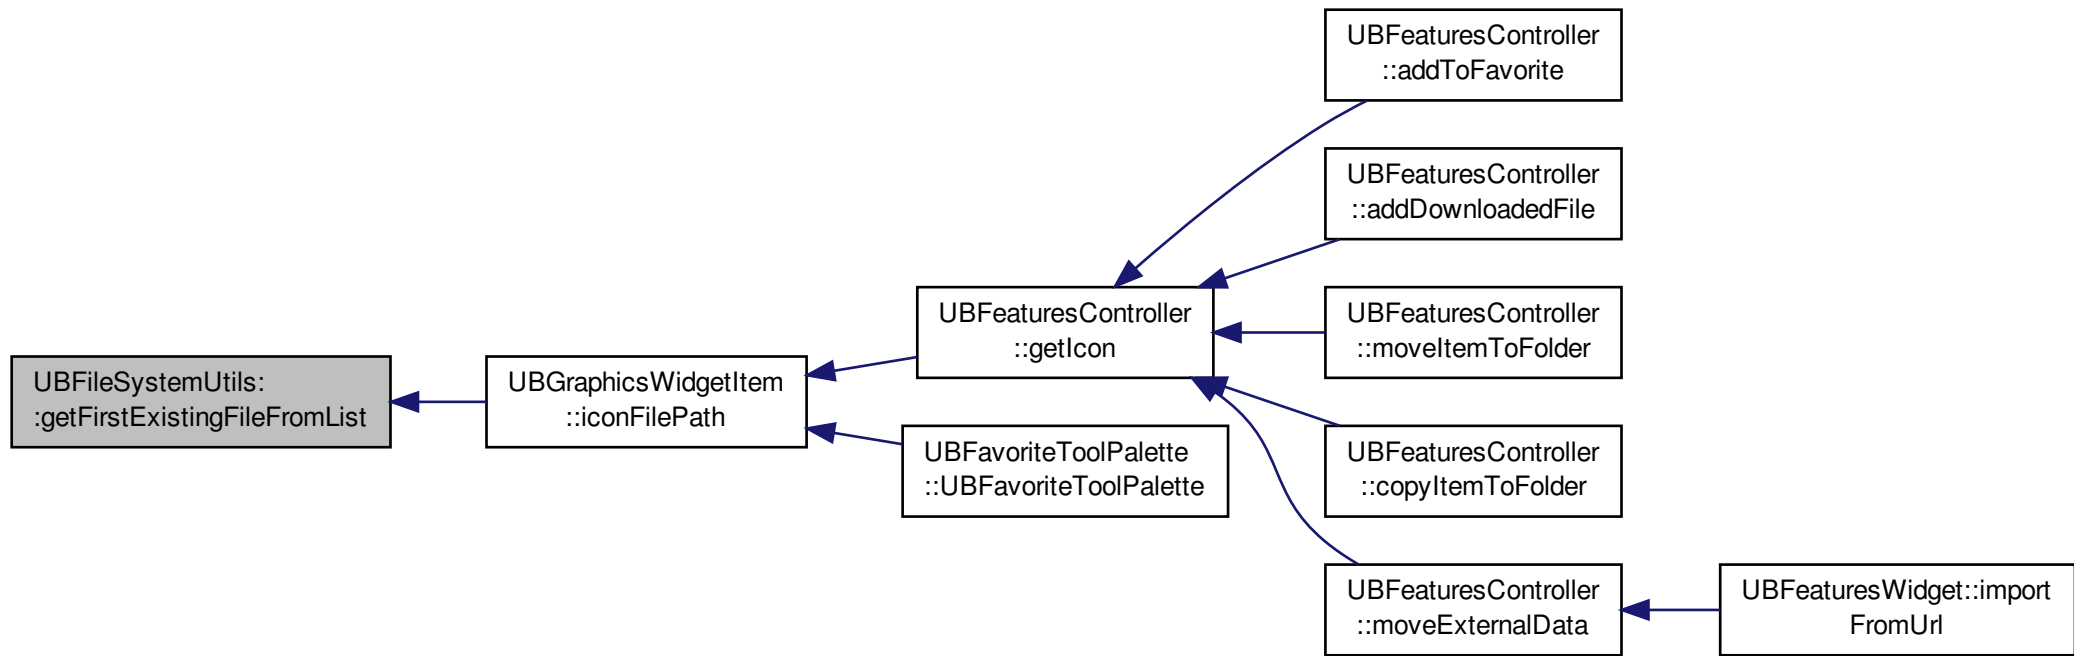 UBFeaturesController
::addToFavorite
UBFeaturesController
::addDownloadedFile
UBFeaturesController
::getIcon
UBFeaturesController
::moveItemToFolder
UBFileSystemUtils:
:getFirstExistingFileFromList
UBGraphicsWidgetItem
::iconFilePath
UBFavoriteToolPalette
::UBFavoriteToolPalette
UBFeaturesController
::copyItemToFolder
UBFeaturesController
::moveExternalData
UBFeaturesWidget::import
FromUrl